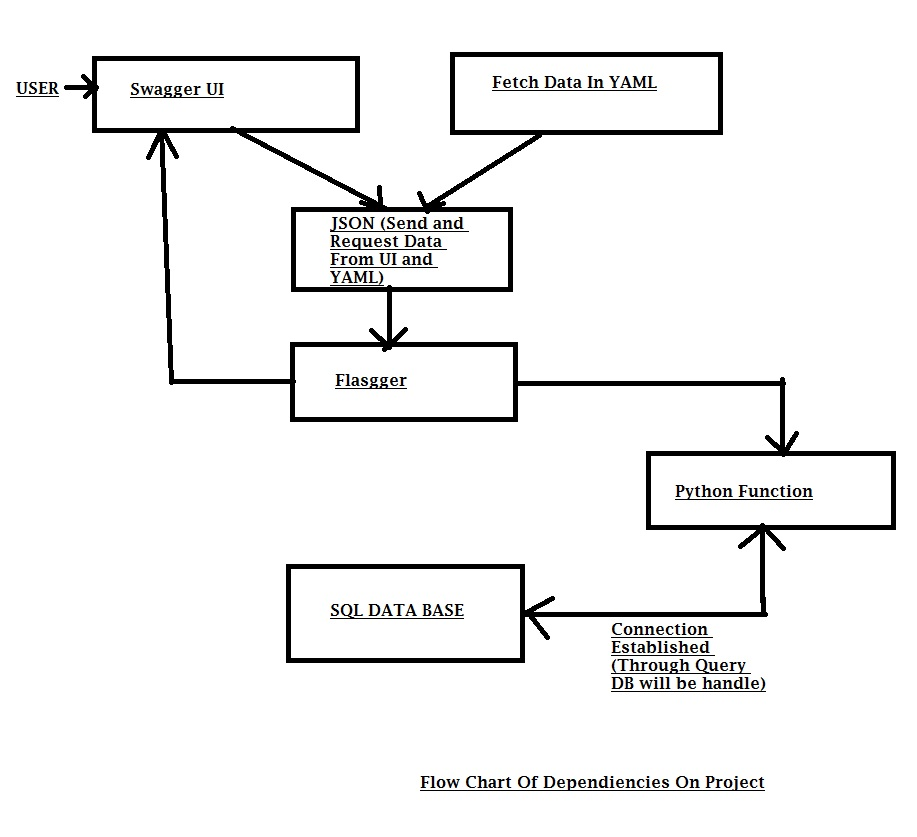 USER
Swagger UI
Fetch Data In YAML
JSON (Send and
Request Data
From UI and
YAML)
Flasgger
Python Function
SQL DATA BASE
Connection
Established
(Through Query
DB will be handle)
Flow Chart Of Dependiencies On Project